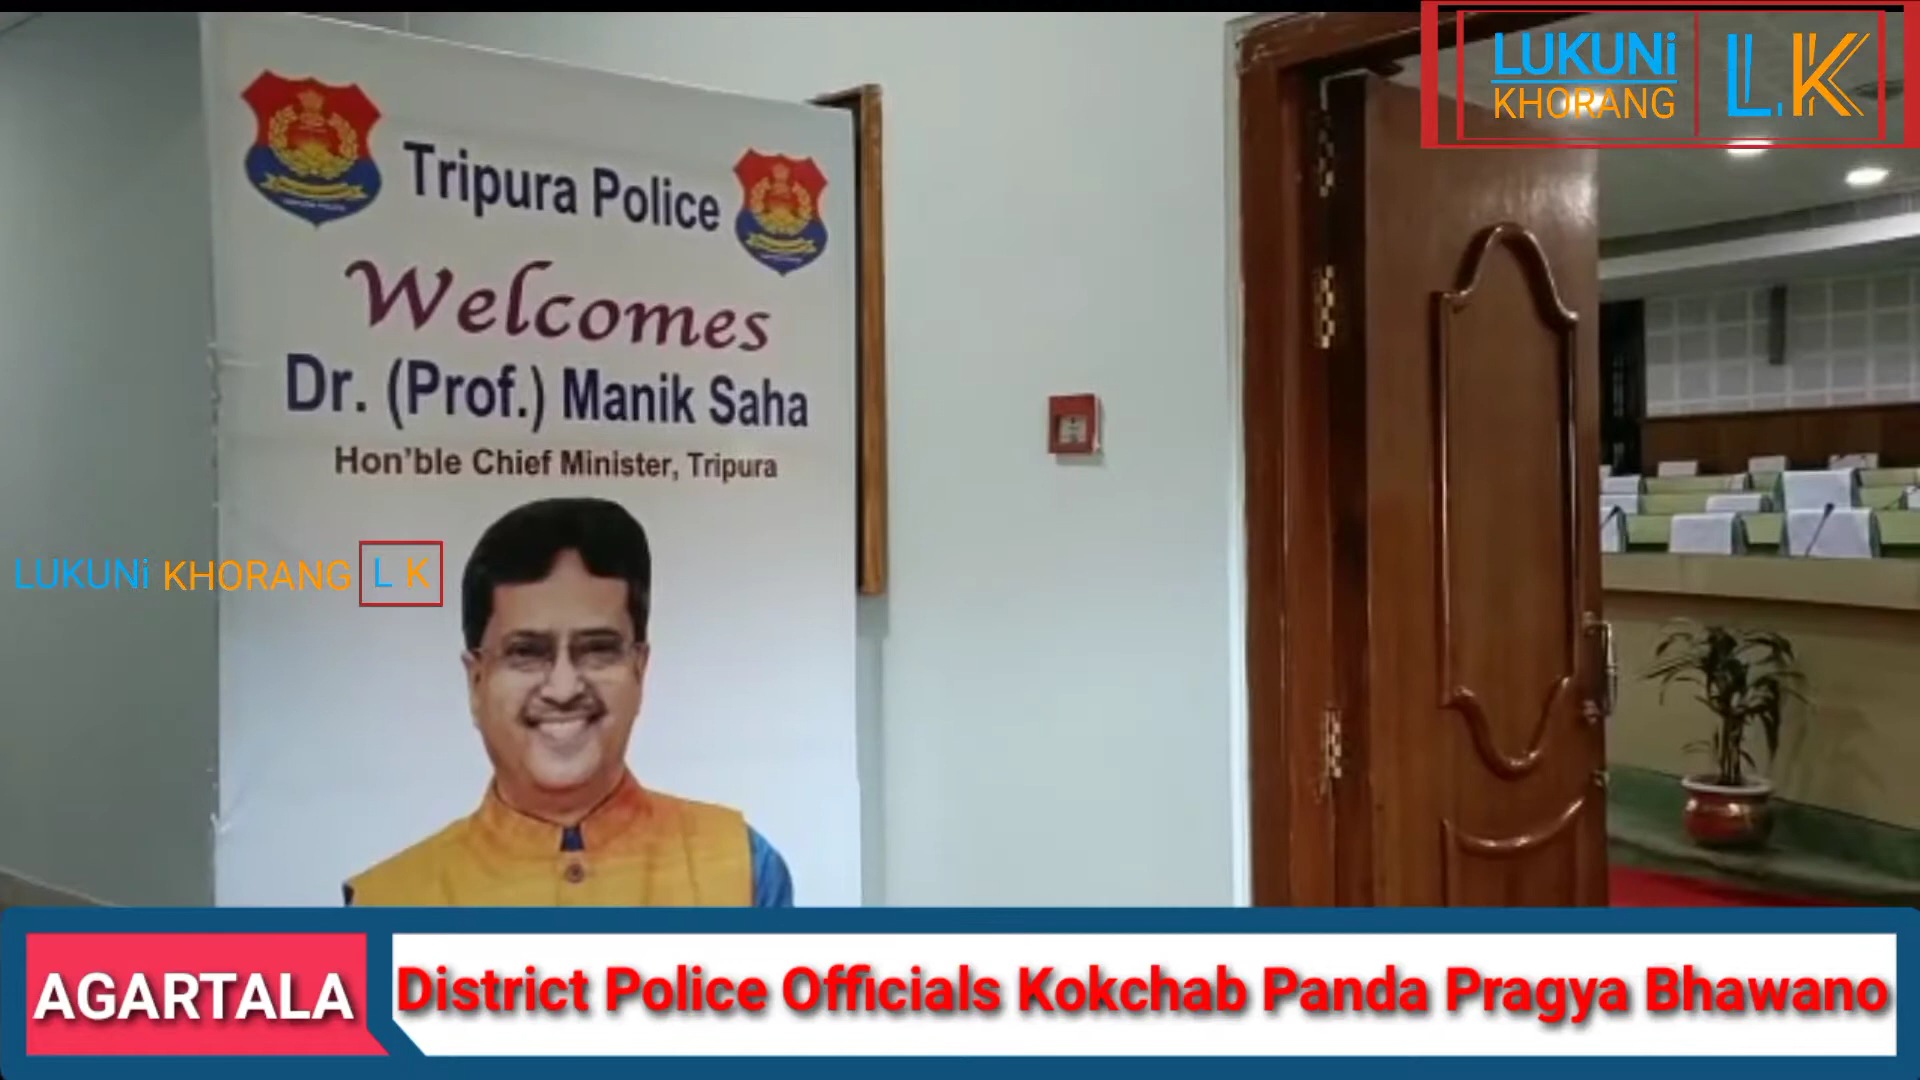 LUKUNi
KHORANG
L.K
Tripura Police
Welcomes
Dr. (Prof.) Manik Saha
Hon'ble Chief Minister, Tripura
LUKUNi KHORANG L K
AGARTALA
District Police Officials Kokchab Panda Pragya Bhawano